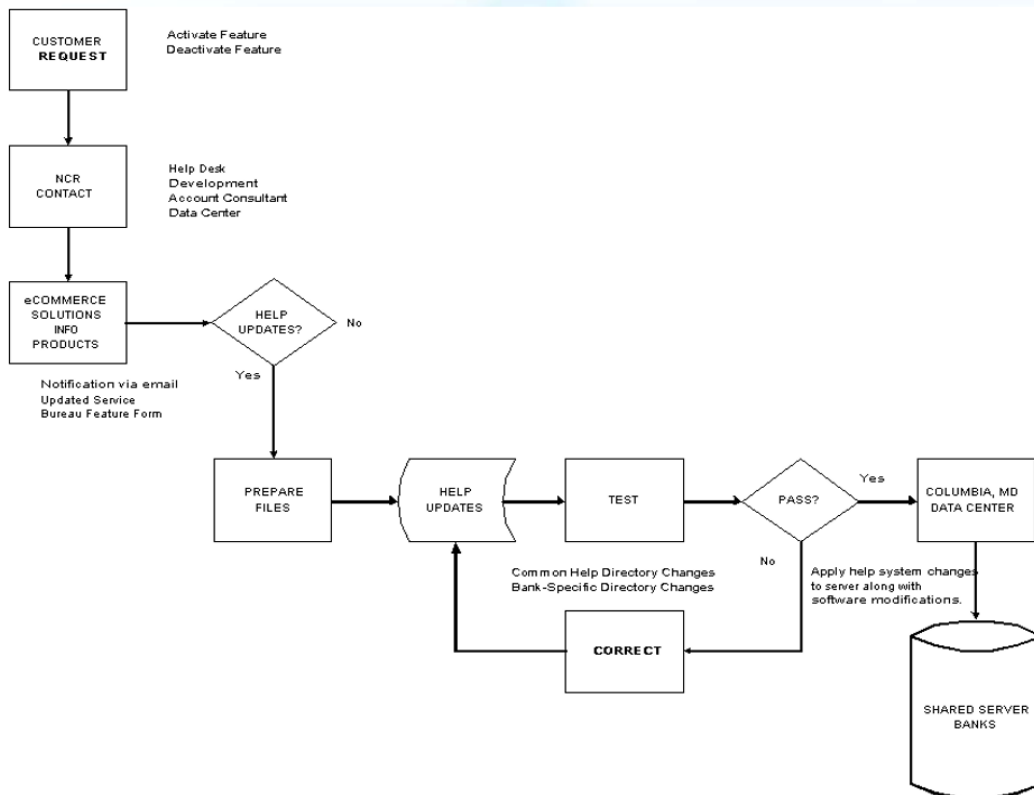 CUSTOMER
REQUEST
Activate Feature
Deactivate Feature
NCR
CONTACT
Help Desk
Development
Account Consultant
Data Center
eCOMMERCE
SOLUTIONS
INFO
PRODUCTS
HELP
UPDATES?
No
Yes
Notification via email
Updated Service
Bureau Feature Form
PREPARE
FILES
HELP
UPDATES
TEST
PASS?
Yes
COLUMBIA, MD
DATA CENTER
No
Common Help Directory Changes
Bank-Specific Directory Changes
Apply help system changes
to server along with
software modifications.
CORRECT
SHARED SERVER
BANKS